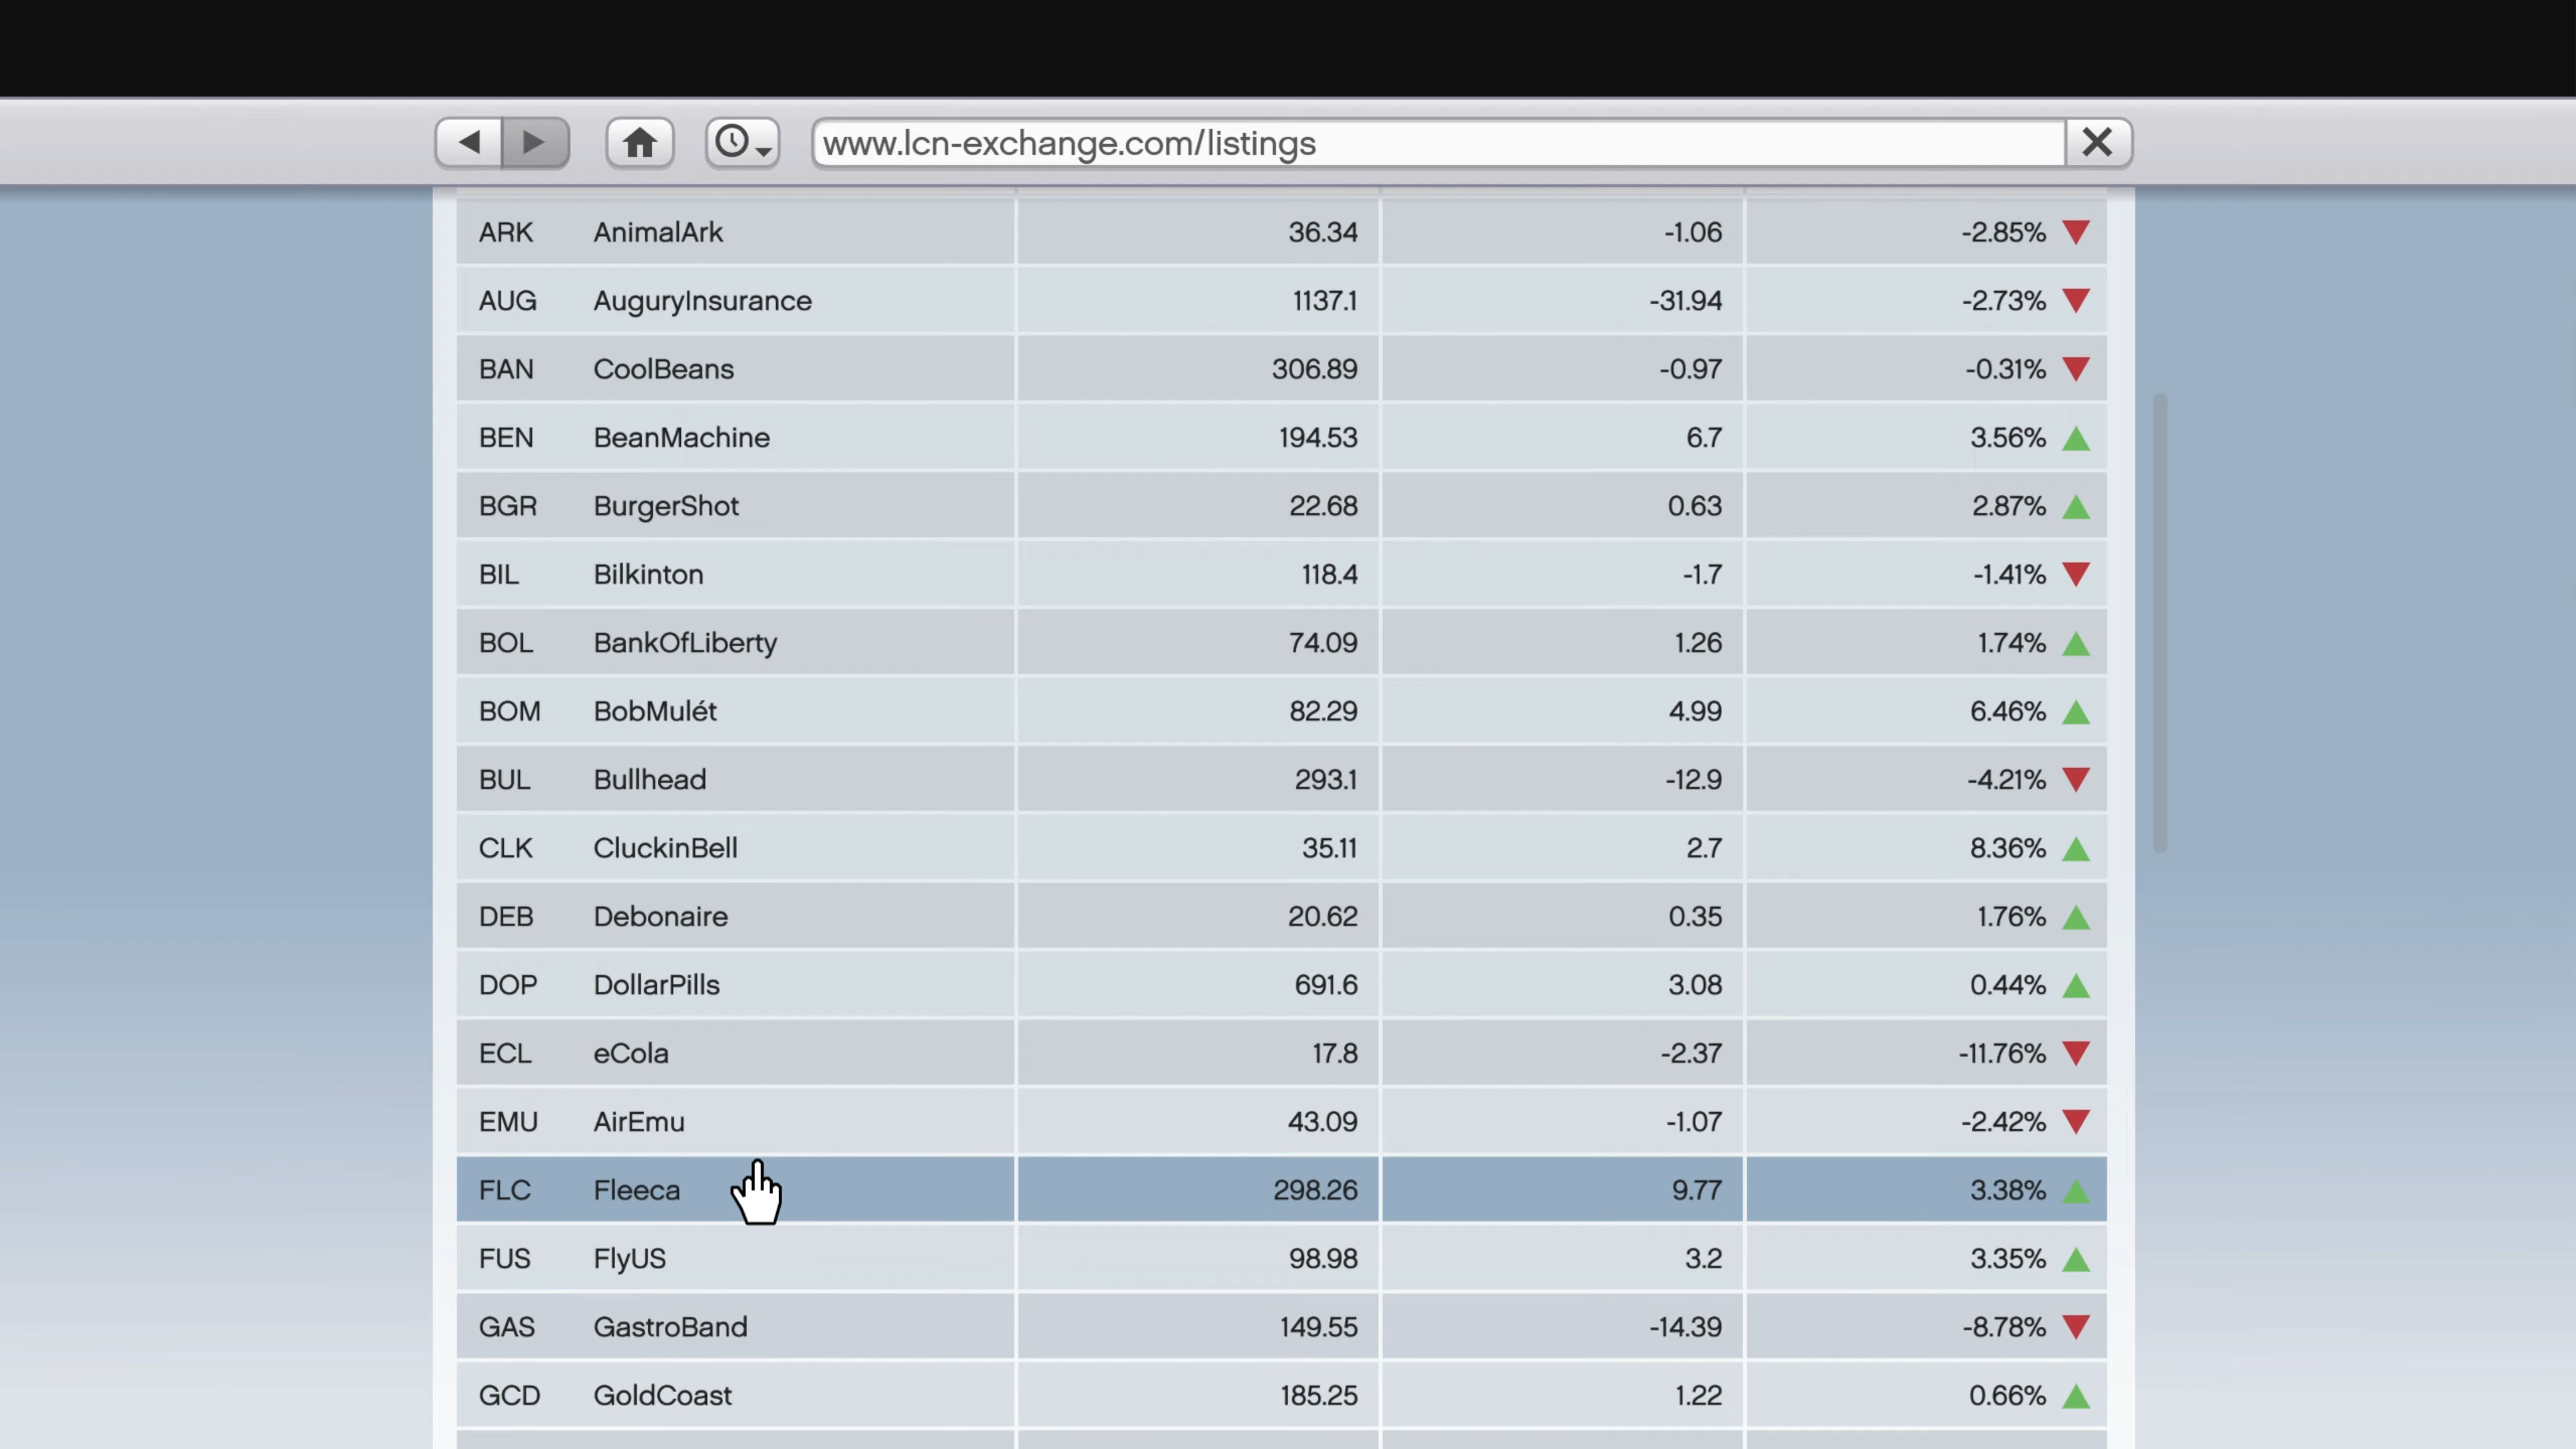 www.lcn-exchange.com/listings
ARK AnimalArk 36.34 -1.06 -2.85%
AUG AuguryInsurance 1137.1 -31.94 -2.73%
BAN CoolBeans 306.89 -0.97 -0.31%
BEN BeanMachine 194.53 6.7 3.56%
BGR BurgerShot 22.68 0.63 2.87%
BIL Bilkinton 118.4 -1.7 -1.41%
BOL BankOfLiberty 74.09 1.26 1.74%
BOM BobMulét 82.29 4.99 6.46%
BUL Bullhead 293.1 -12.9 -4.21%
CLK CluckinBell 35.11 2.7 8.36%
DEB Debonaire 20.62 0.35 1.76%
DOP DollarPills 691.6 3.08 0.44%
ECL eCola 17.8 -2.37 -11.76%
EMU AirEmu 43.09 -1.07 -2.42%
FLC Fleeca 298.26 9.77 3.38%
FUS FlyUS 98.98 3.2 3.35%
GAS GastroBand 149.55 -14.39 -8.78%
GCD GoldCoast 185.25 1.22 0.66%